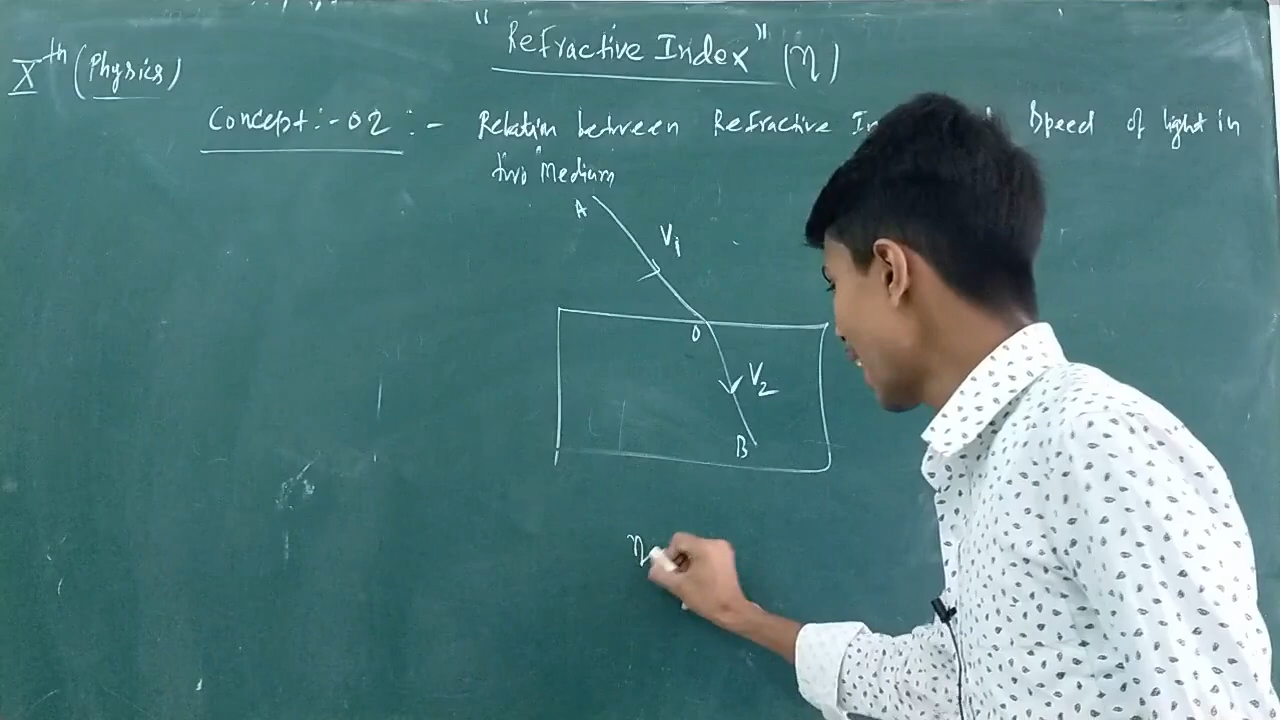 "Refractive Index" (η)
Xth (Physics)
Concept:-02 :- Relation between Refractive In Speed of light in
two Medium
A
V1
O
V2
B
η